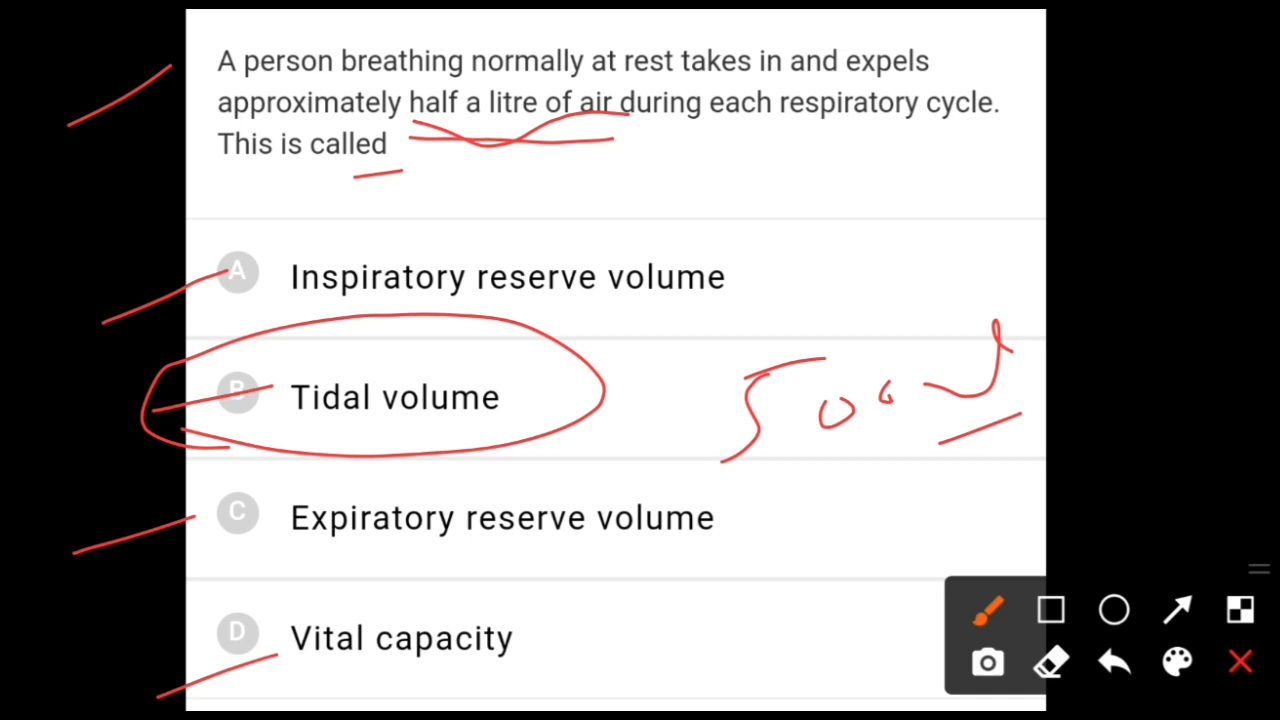 A person breathing normally at rest takes in and expels
approximately half a litre of air during each respiratory cycle.
This is called
A Inspiratory reserve volume
B Tidal volume
500
C Expiratory reserve volume
D Vital capacity